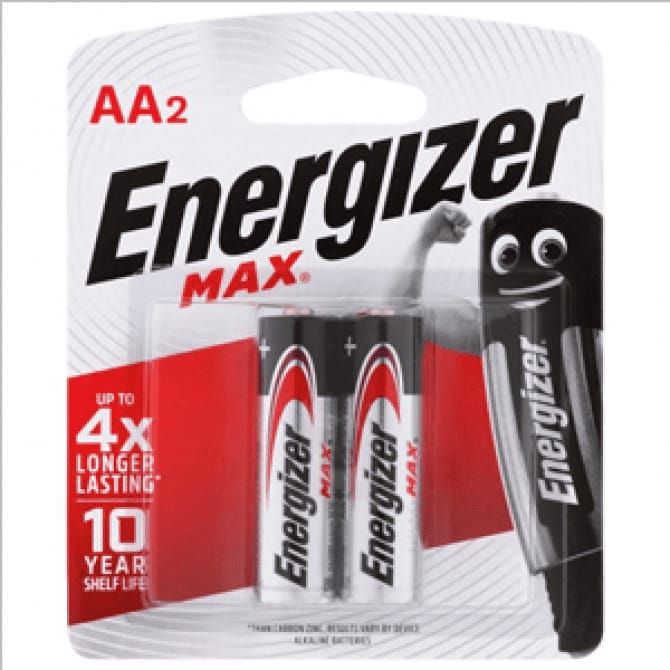 AA2
Energizer
MAX®
UP TO
4x
LONGER
LASTING*
10
YEAR
SHELF LIFE
+
+
Energizer
MAX
Energizer
MAX
Energizer
*THAN CARBON ZINC, RESULTS VARY BY DEVICE
ALKALINE BATTERIES